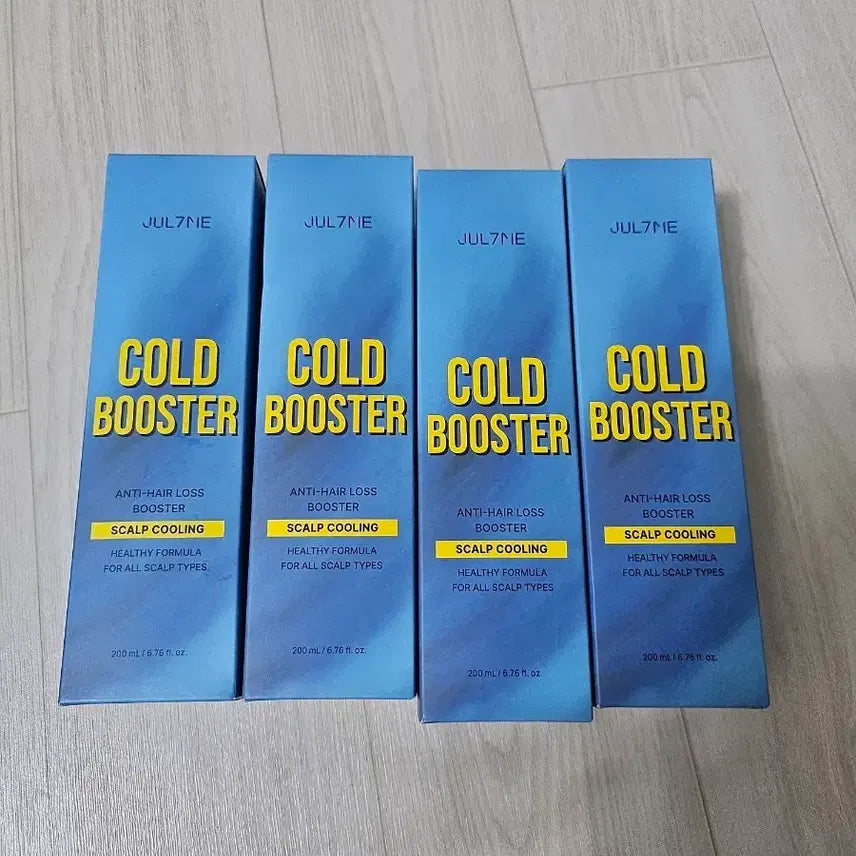 JUL7ME
COLD
BOOSTER
ANTI-HAIR LOSS
BOOSTER
SCALP COOLING
HEALTHY FORMULA
FOR ALL SCALP TYPES
200 mL / 6.76 fl. oz.
JUL7ME
COLD
BOOSTER
ANTI-HAIR LOSS
BOOSTER
SCALP COOLING
HEALTHY FORMULA
FOR ALL SCALP TYPES
200 mL / 6.76 fl. oz.
JUL7ME
COLD
BOOSTER
ANTI-HAIR LOSS
BOOSTER
SCALP COOLING
HEALTHY FORMULA
FOR ALL SCALP TYPES
200 mL / 6.76 fl. oz.
JUL7ME
COLD
BOOSTER
ANTI-HAIR LOSS
BOOSTER
SCALP COOLING
HEALTHY FORMULA
FOR ALL SCALP TYPES
200 mL / 6.76 fl. oz.